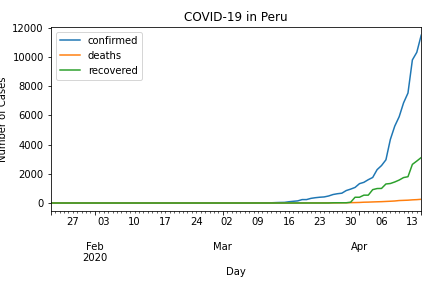 COVID-19 in Peru
confirmed
deaths
recovered
12000
10000
8000
6000
4000
2000
0
Number of Cases
27 03 10 17 24 02 09 16 23 30 06 13
Feb Mar Apr
2020
Day